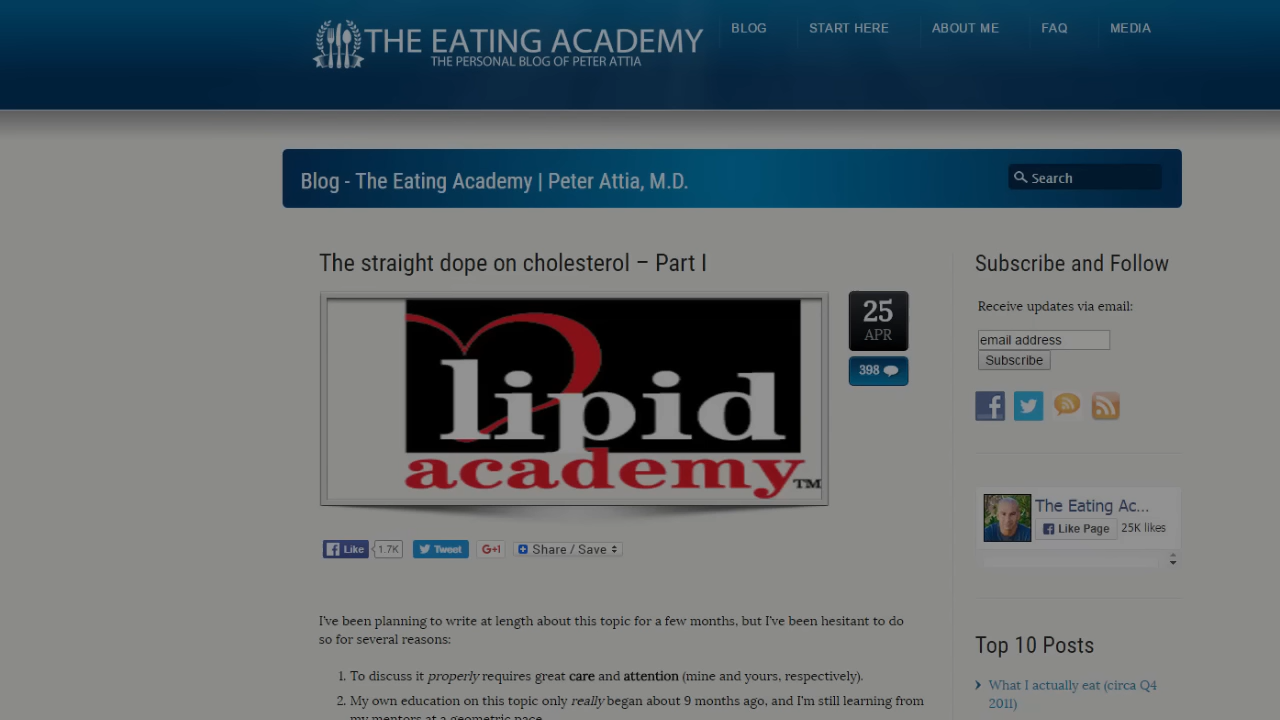 THE EATING ACADEMY
THE PERSONAL BLOG OF PETER ATTIA
BLOG
START HERE
ABOUT ME
FAQ
MEDIA
Blog - The Eating Academy | Peter Attia, M.D.
Search
The straight dope on cholesterol – Part I
lipid
academy™
25
APR
398
Like
1.7K
Tweet
G+1
Share / Save
I've been planning to write at length about this topic for a few months, but I've been hesitant to do
so for several reasons:
1. To discuss it properly requires great care and attention (mine and yours, respectively).
2. My own education on this topic only really began about 9 months ago, and I'm still learning from
my mentors at a geometric pace.
Subscribe and Follow
Receive updates via email:
email address
Subscribe
The Eating Ac...
Like Page
25K likes
Top 10 Posts
What I actually eat (circa Q4
2011)